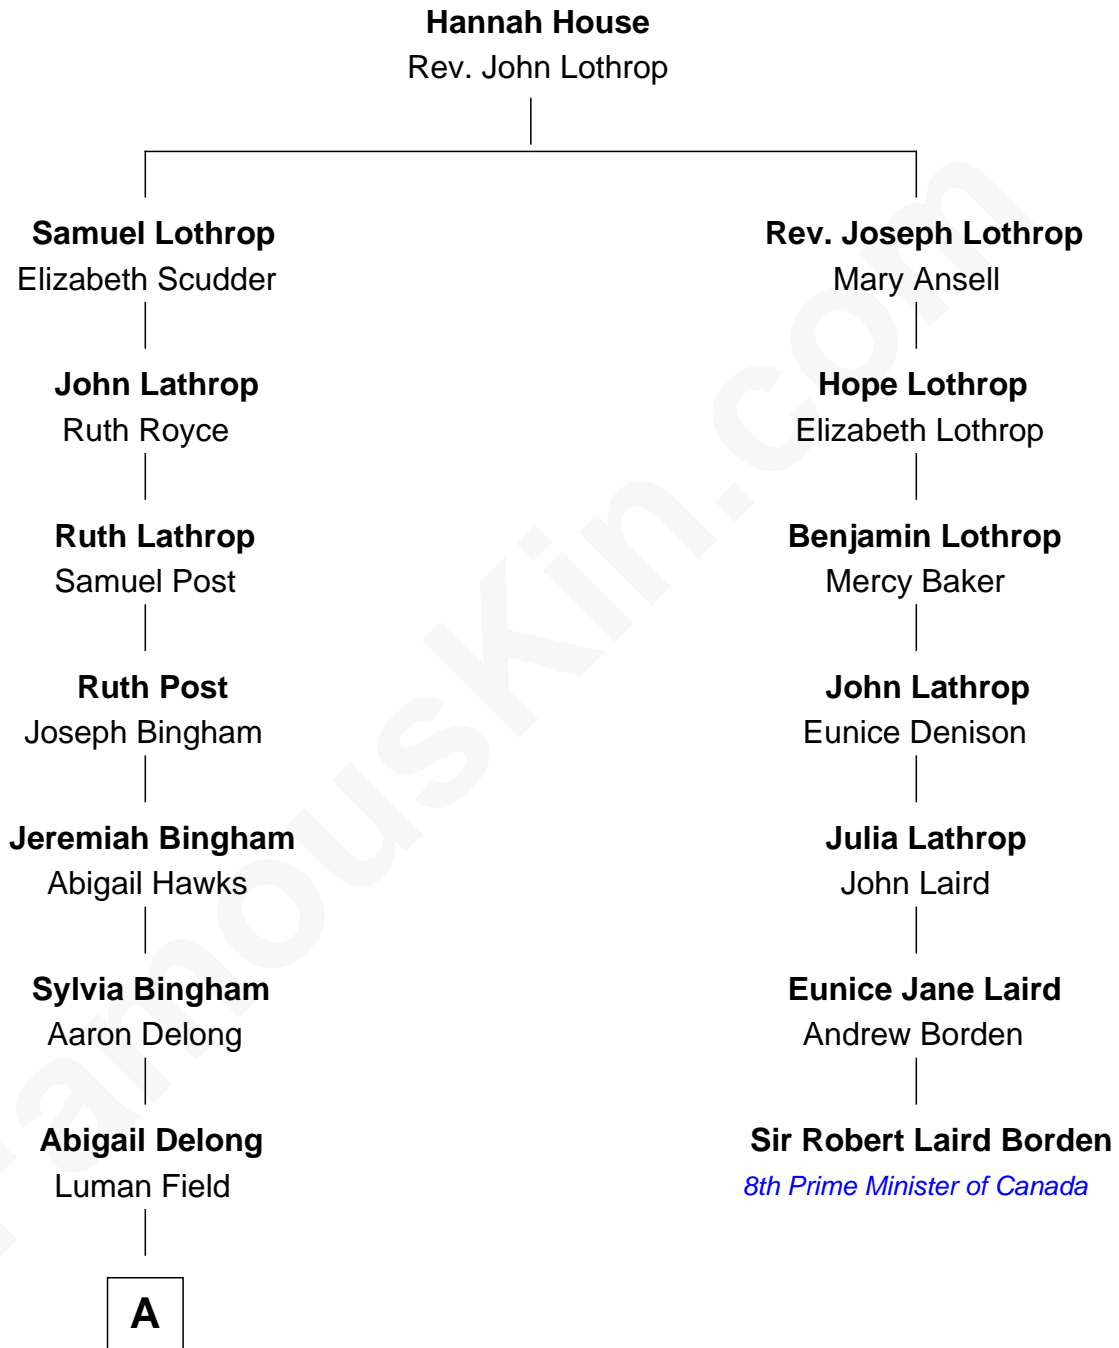 Hannah House
Rev. John Lothrop
Samuel Lothrop
Elizabeth Scudder
Rev. Joseph Lothrop
Mary Ansell
John Lathrop
Ruth Royce
Hope Lothrop
Elizabeth Lothrop
Ruth Lathrop
Samuel Post
Benjamin Lothrop
Mercy Baker
Ruth Post
Joseph Bingham
John Lathrop
Eunice Denison
Jeremiah Bingham
Abigail Hawks
Julia Lathrop
John Laird
Sylvia Bingham
Aaron Delong
Eunice Jane Laird
Andrew Borden
Abigail Delong
Luman Field
Sir Robert Laird Borden
8th Prime Minister of Canada
A
FamousKin.com